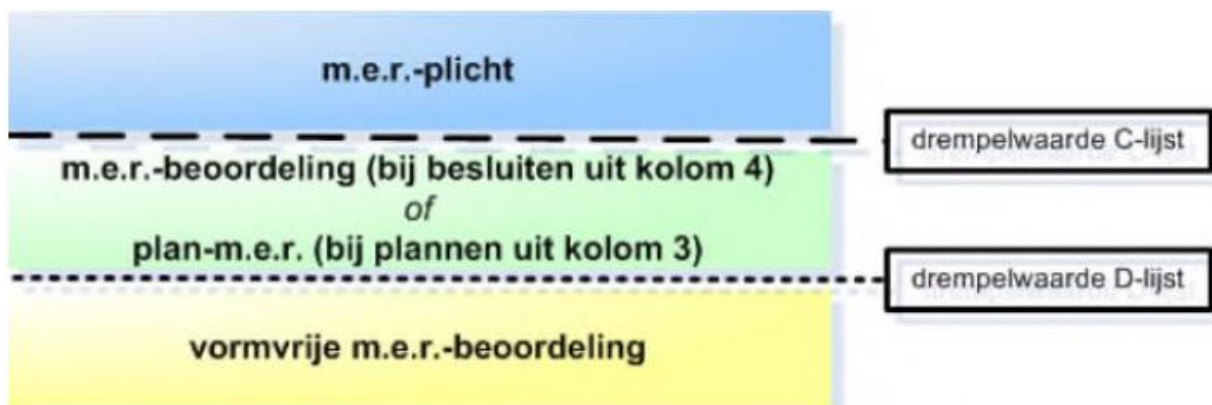 m.e.r.-plicht
drempelwaarde C-lijst
m.e.r.-beoordeling (bij besluiten uit kolom 4)
of
plan-m.e.r. (bij plannen uit kolom 3)
drempelwaarde D-lijst
vormvrije m.e.r.-beoordeling